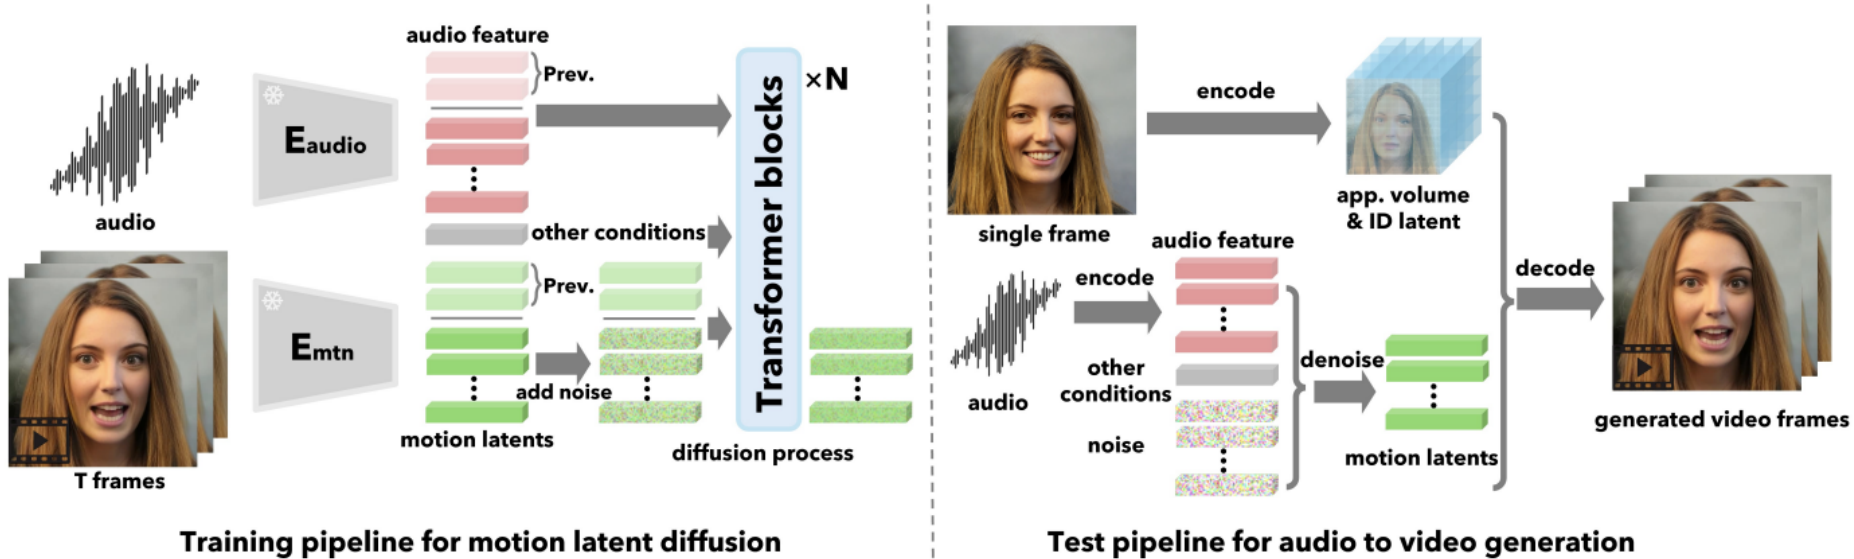 audio feature
Prev.
×N
E audio
audio
other conditions
Prev.
E mtn
add noise
motion latents
T frames
Transformer blocks
diffusion process
Training pipeline for motion latent diffusion
encode
single frame
app. volume
& ID latent
audio feature
encode
audio
other
conditions
noise
denoise
motion latents
decode
generated video frames
Test pipeline for audio to video generation